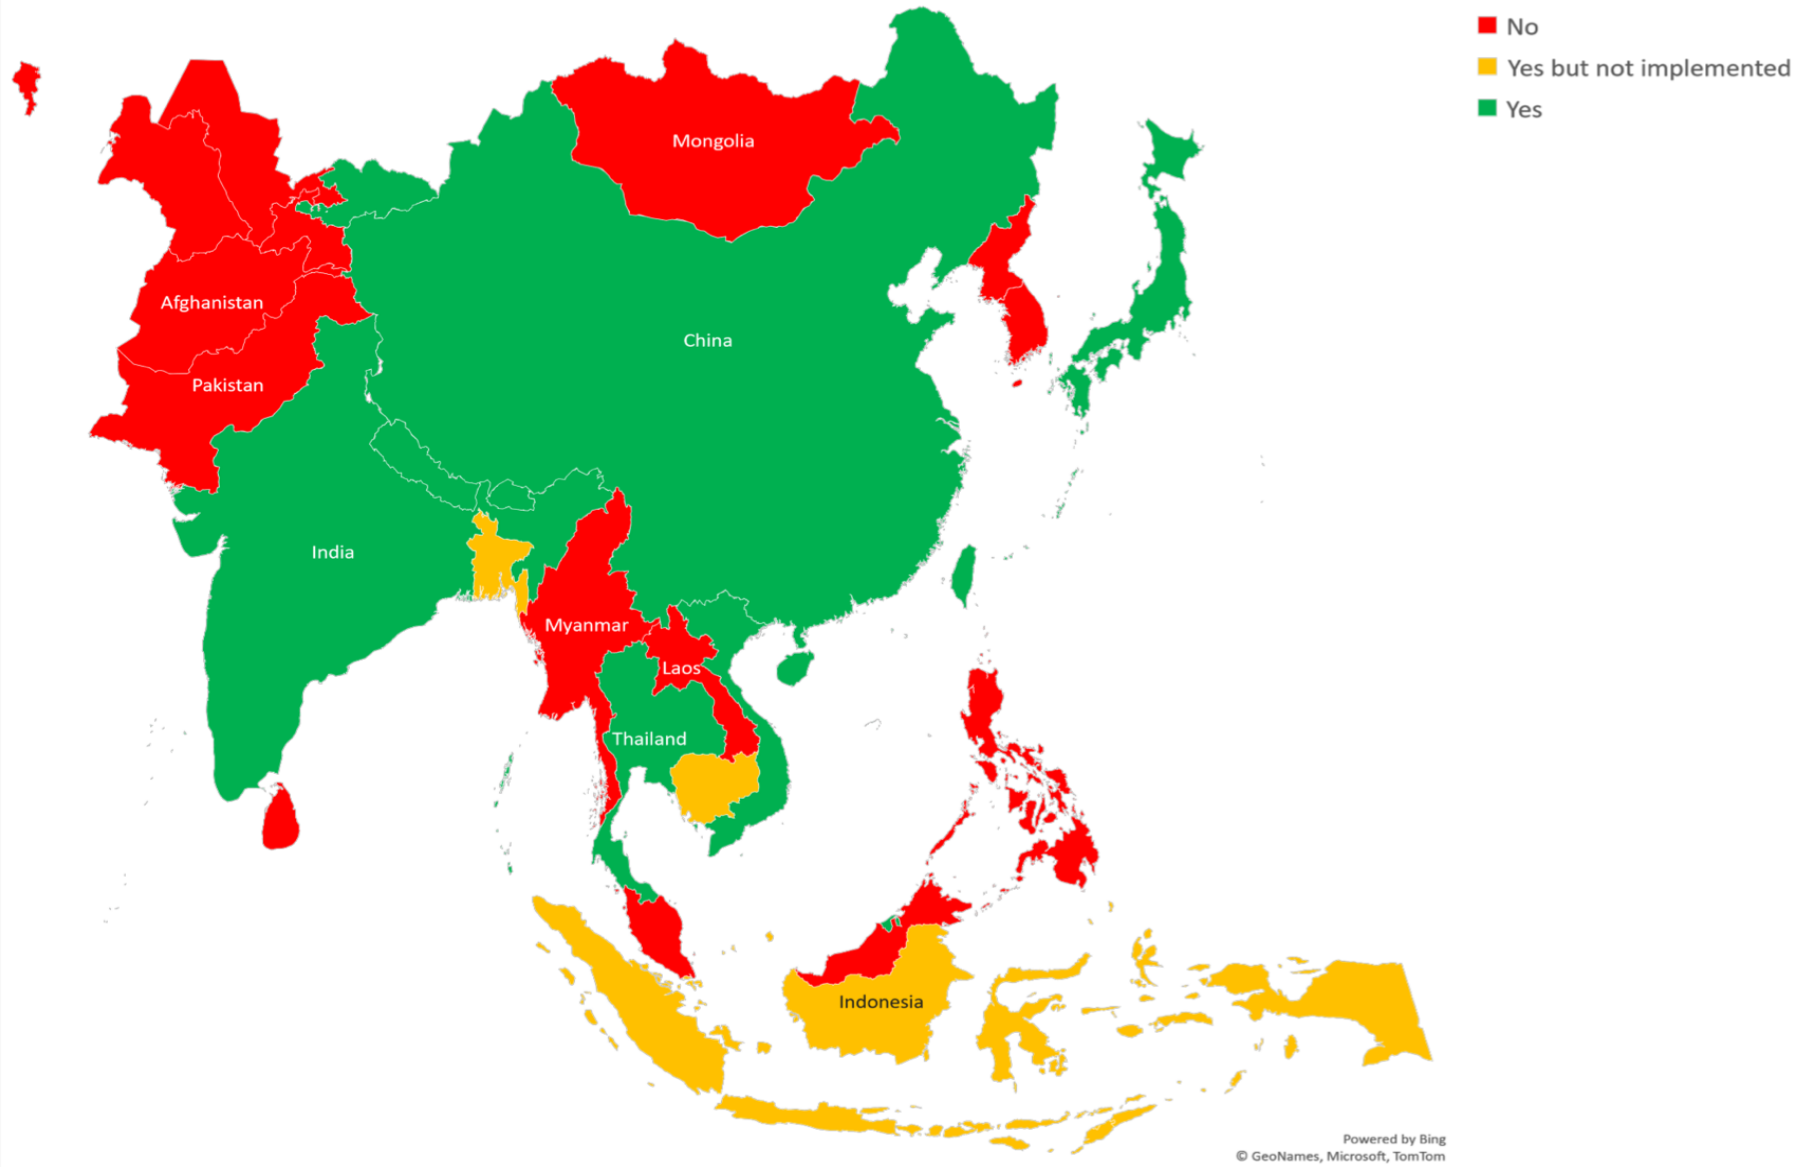 No
Yes but not implemented
Yes
Mongolia
Afghanistan
China
Pakistan
India
Myanmar
Laos
Thailand
Indonesia
Powered by Bing
© GeoNames, Microsoft, TomTom